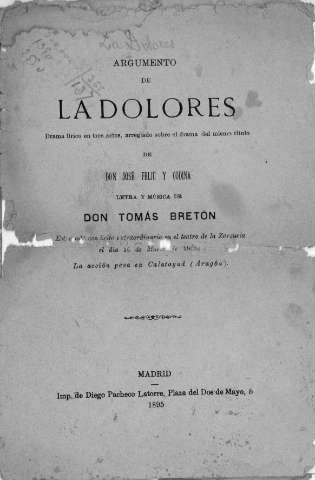 ARGUMENTO
DE
LA DOLORES
Drama lírico en tres actos, arreglado sobre el drama del mismo título
DE
DON JOSÉ FELIU Y CODINA
LETRA Y MÚSICA DE
DON TOMÁS BRETÓN
con éxito extraordinario en el teatro de la Zarzuela
el día 16 de Marzo de
La acción pasa en Calatayud (Aragón).
MADRID
Imp. de Diego Pacheco Latorre, Plaza del Dos de Mayo, 5
1895